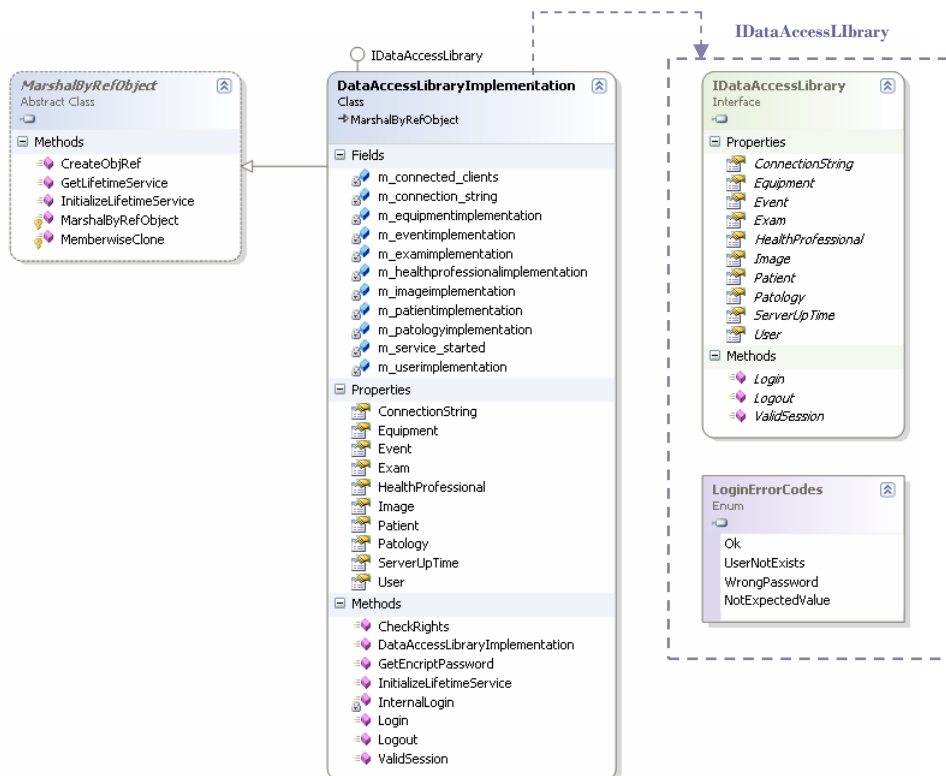 IDataAccessLIbrary
IDataAccessLibrary
MarshalByRefObject
Abstract Class
Methods
CreateObjRef
GetLifetimeService
InitializeLifetimeService
MarshalByRefObject
MemberwiseClone
DataAccessLibraryImplementation
Class
MarshalByRefObject
Fields
m_connected_clients
m_connection_string
m_equipmentimplementation
m_eventimplementation
m_examimplementation
m_healthprofessionalimplementation
m_imageimplementation
m_patientimplementation
m_patologyimplementation
m_service_started
m_userimplementation
Properties
ConnectionString
Equipment
Event
Exam
HealthProfessional
Image
Patient
Patology
ServerUpTime
User
Methods
CheckRights
DataAccessLibraryImplementation
GetEncriptPassword
InitializeLifetimeService
InternalLogin
Login
Logout
ValidSession
IDataAccessLibrary
Interface
Properties
ConnectionString
Equipment
Event
Exam
HealthProfessional
Image
Patient
Patology
ServerUpTime
User
Methods
Login
Logout
ValidSession
LoginErrorCodes
Enum
Ok
UserNotExists
WrongPassword
NotExpectedValue